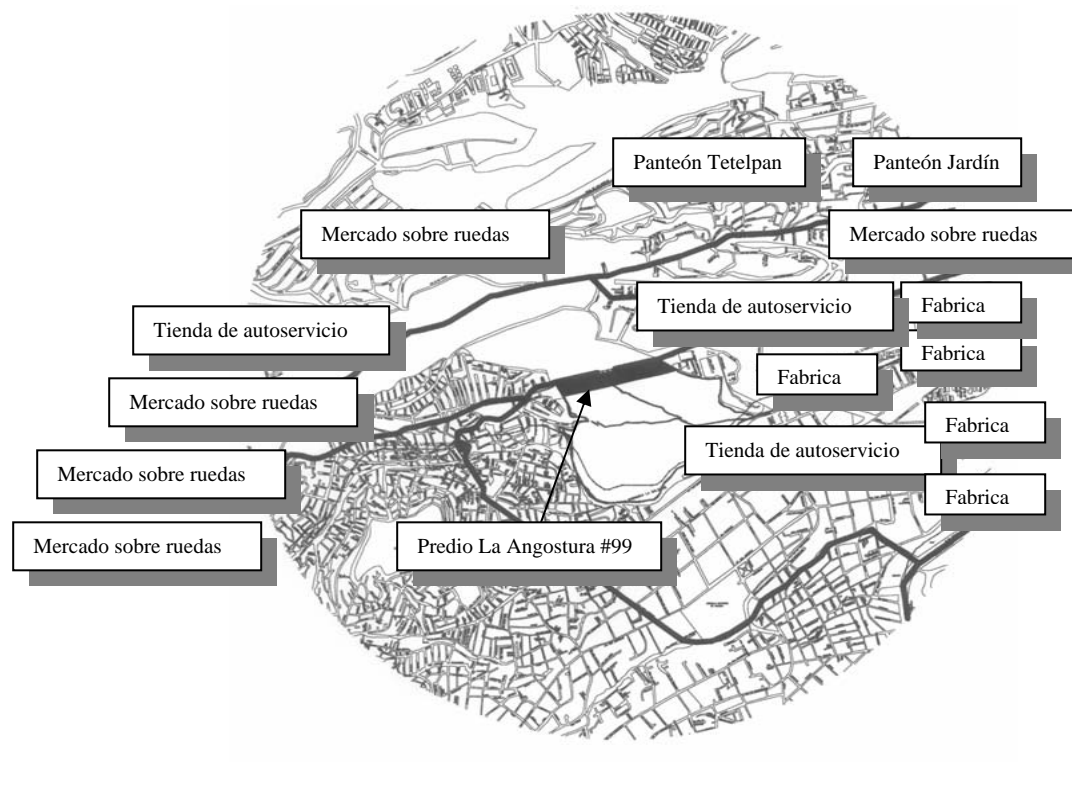 Panteón Tetelpan
Panteón Jardín
Mercado sobre ruedas
Mercado sobre ruedas
Tienda de autoservicio
Tienda de autoservicio
Fabrica
Fabrica
Fabrica
Mercado sobre ruedas
Fabrica
Tienda de autoservicio
Mercado sobre ruedas
Fabrica
Mercado sobre ruedas
Predio La Angostura #99